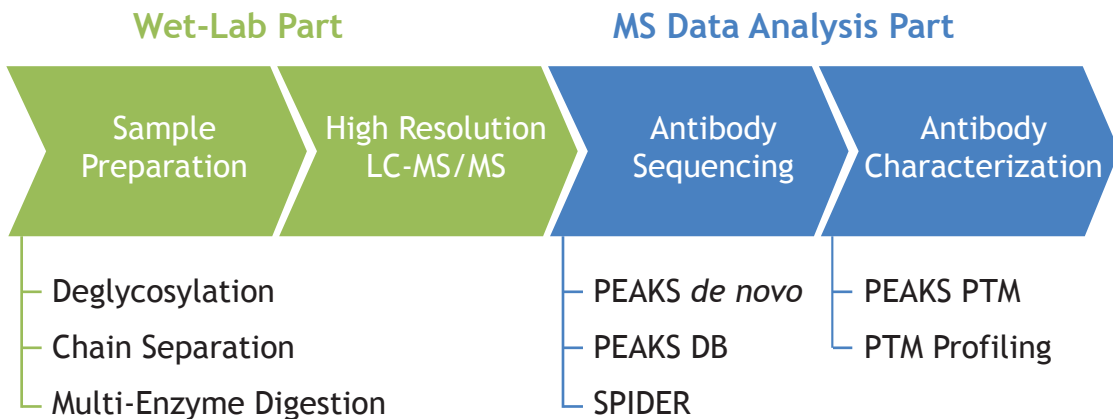 Wet-Lab Part
MS Data Analysis Part
Sample
Preparation
High Resolution
LC-MS/MS
Antibody
Sequencing
Antibody
Characterization
Deglycosylation
Chain Separation
Multi-Enzyme Digestion
PEAKS de novo
PEAKS DB
SPIDER
PEAKS PTM
PTM Profiling